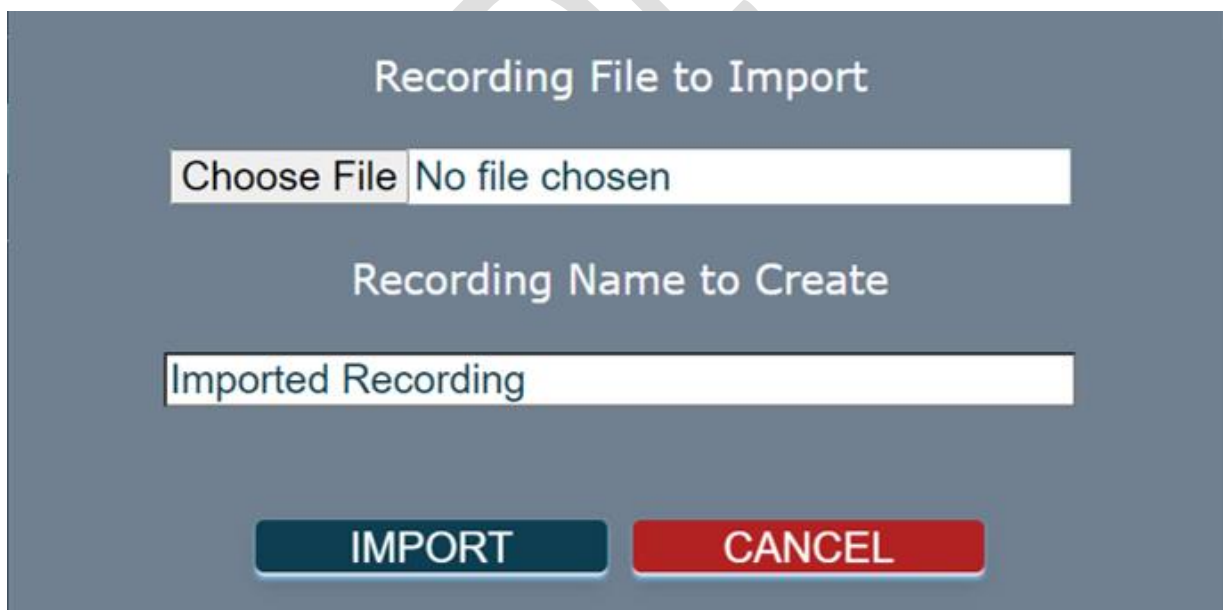 Recording File to Import
Choose File No file chosen
Recording Name to Create
Imported Recording
IMPORT CANCEL